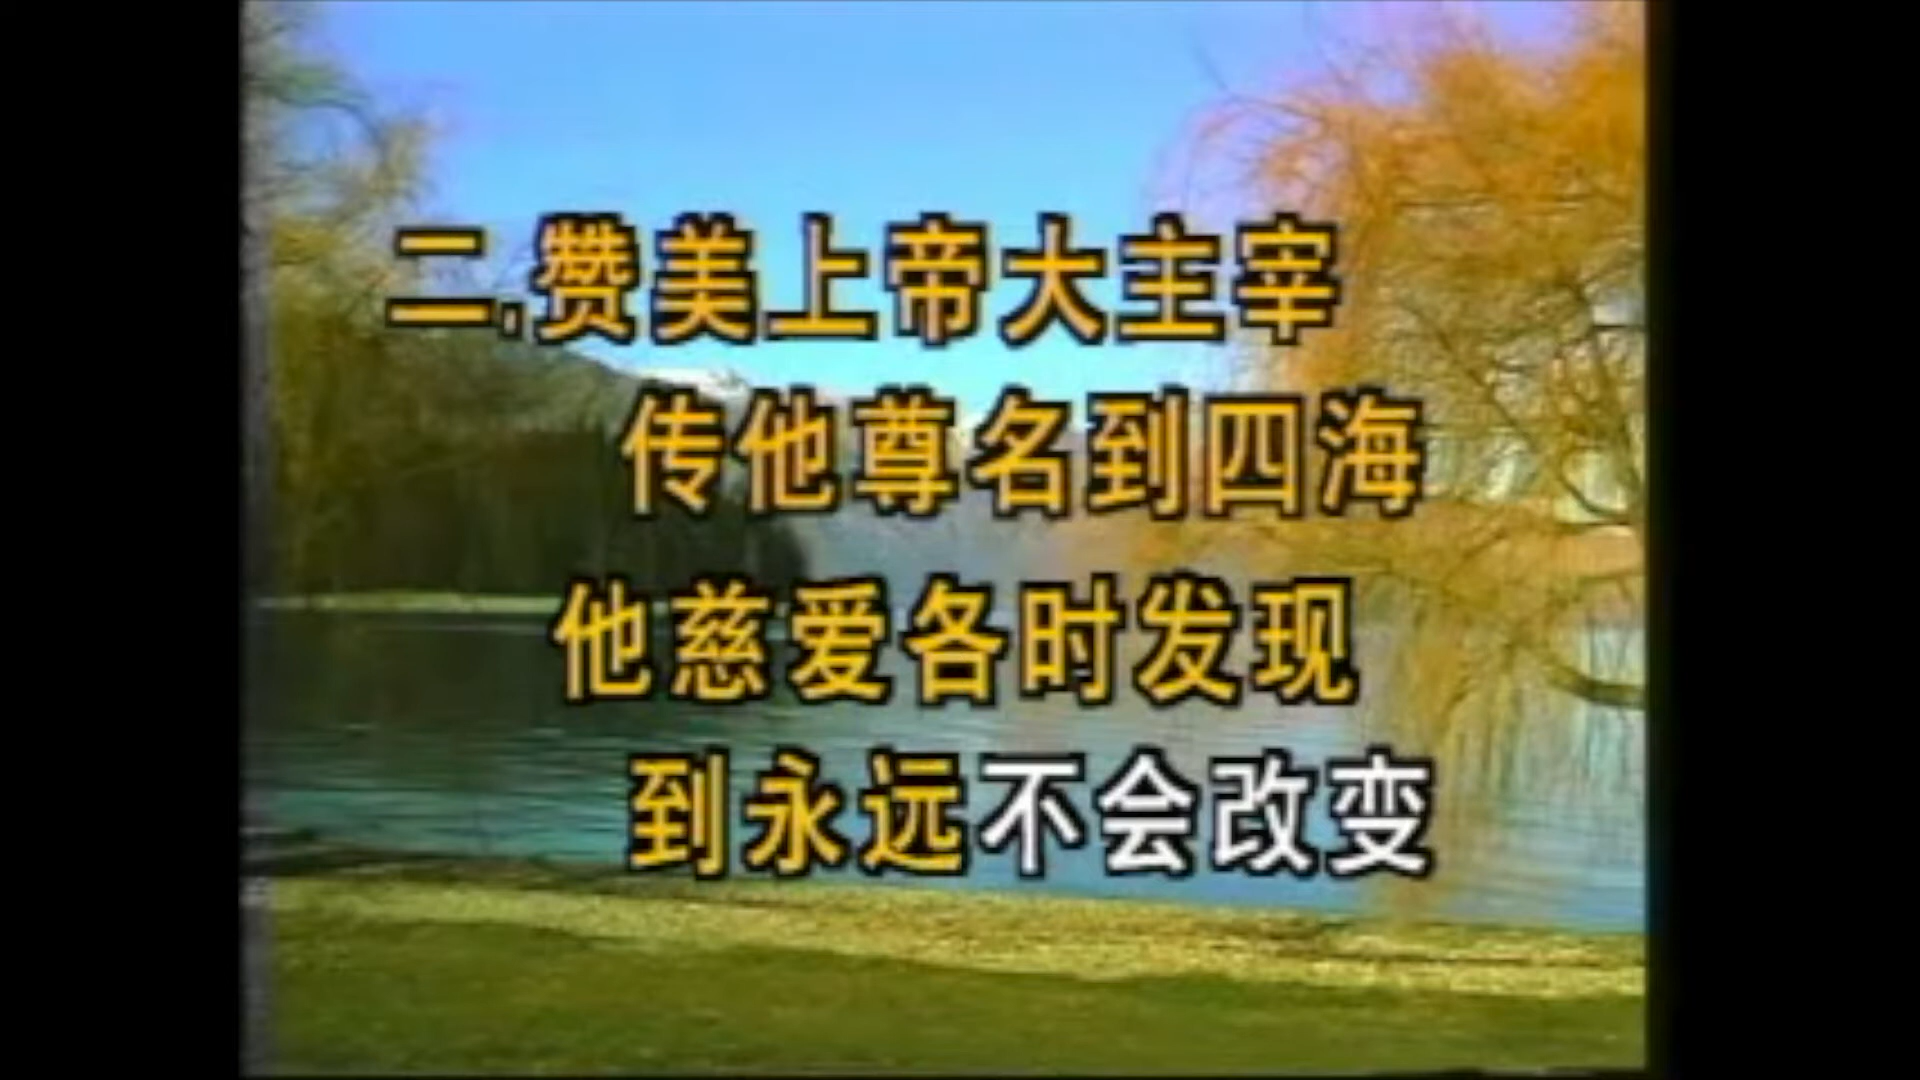 二.赞美上帝大主宰
传他尊名到四海
他慈爱各时发现
到永远不会改变